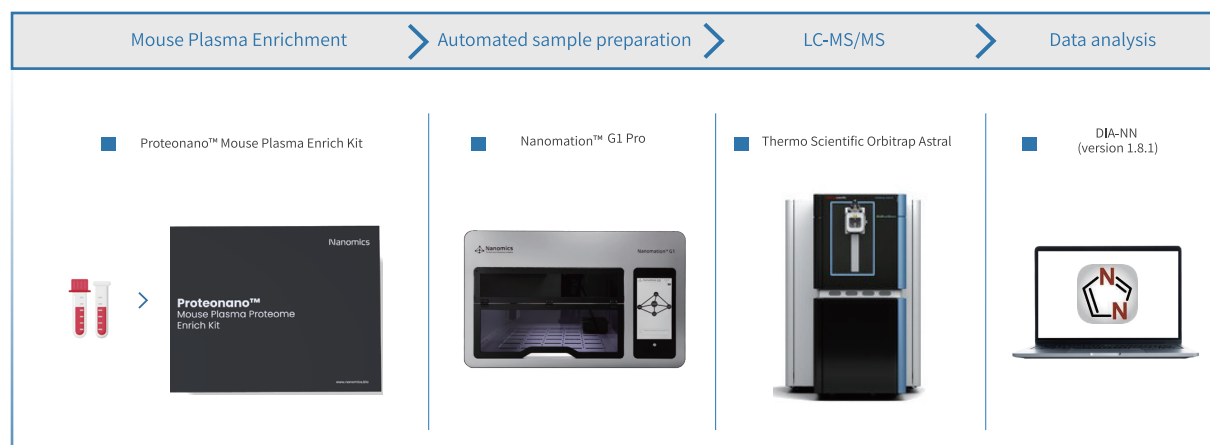 Mouse Plasma Enrichment
Automated sample preparation
LC-MS/MS
Data analysis
Proteonano™ Mouse Plasma Enrich Kit
Nanomation™ G1 Pro
Thermo Scientific Orbitrap Astral
DIA-NN
(version 1.8.1)
Nanomics
Proteonano™
Mouse Plasma Proteome
Enrich Kit
Nanomics
Nanomation™ G1
N
N